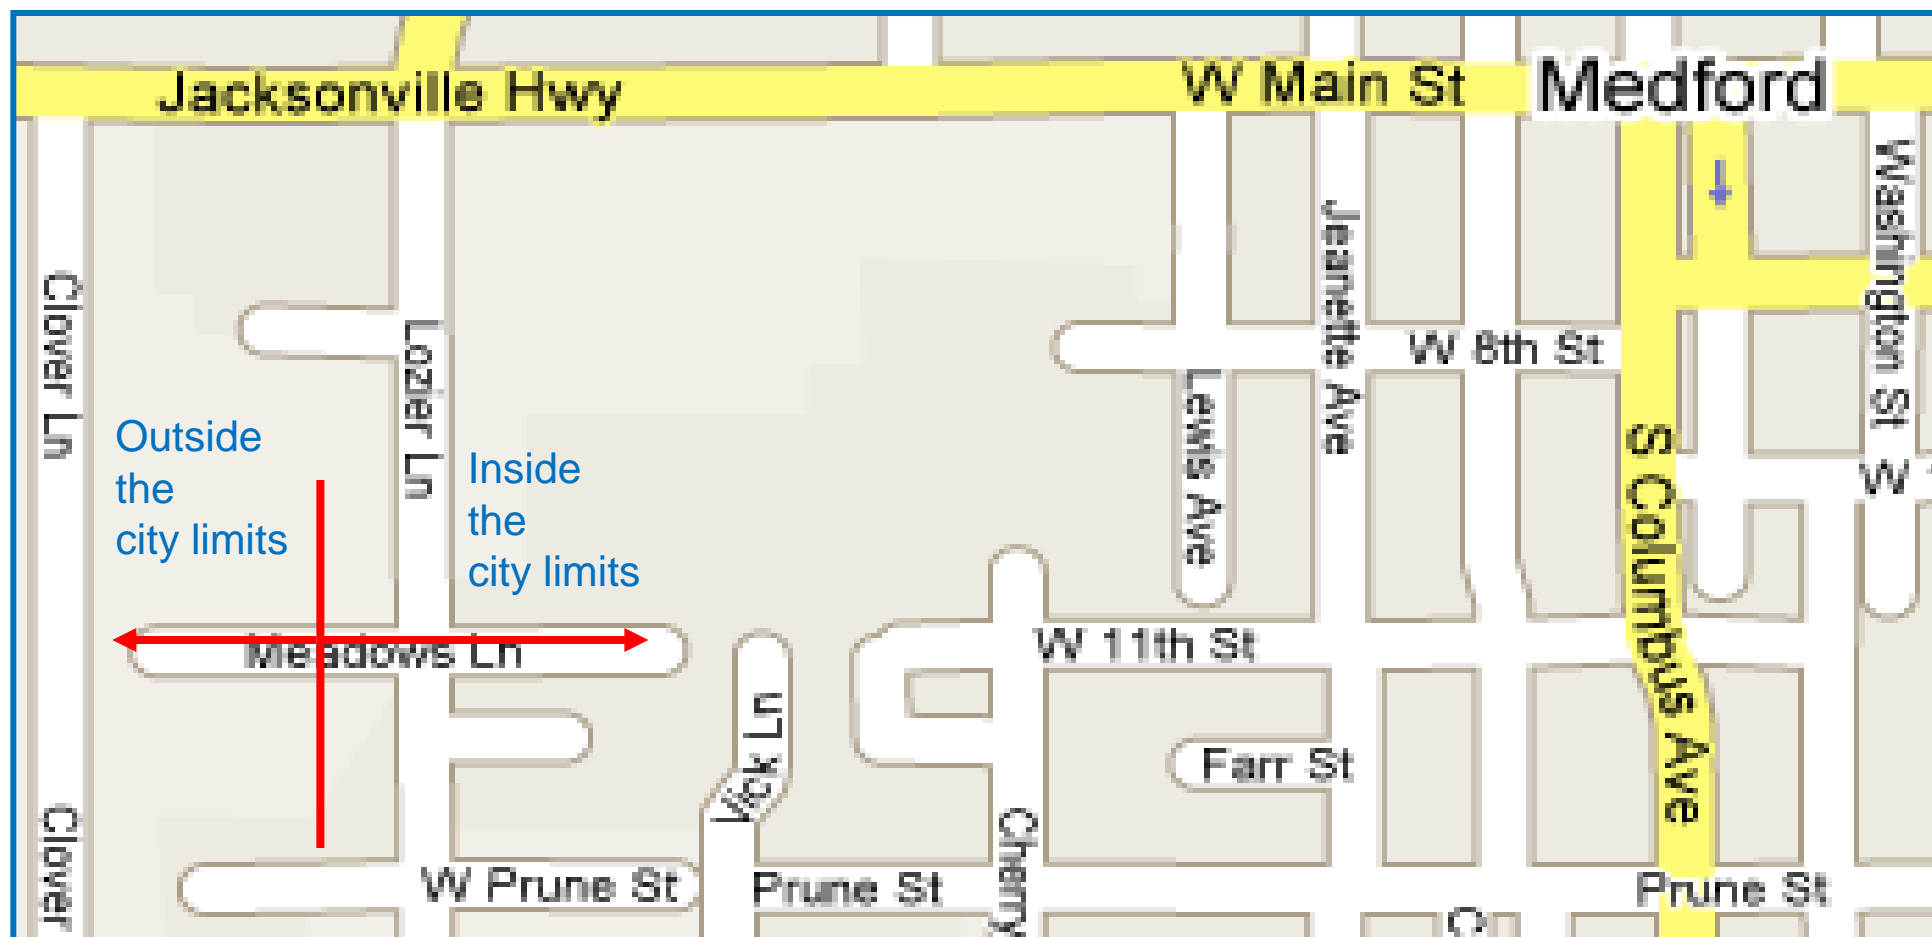 Jacksonville Hwy
W Main St
Medford
Washington St
Jeanette Ave
Clover Ln
Lozier Ln
W 8th St
Lewis Ave
Outside
the
city limits
Inside
the
city limits
S Columbus Ave
W
Meadows Ln
W 11th St
Vick Ln
Farr St
Clover
Cherry
W Prune St
Prune St
Prune St